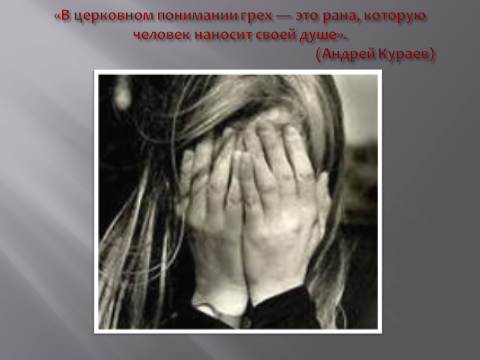 «В церковном понимании грех — это рана, которую
человек наносит своей душе».
(Андрей Кураев)